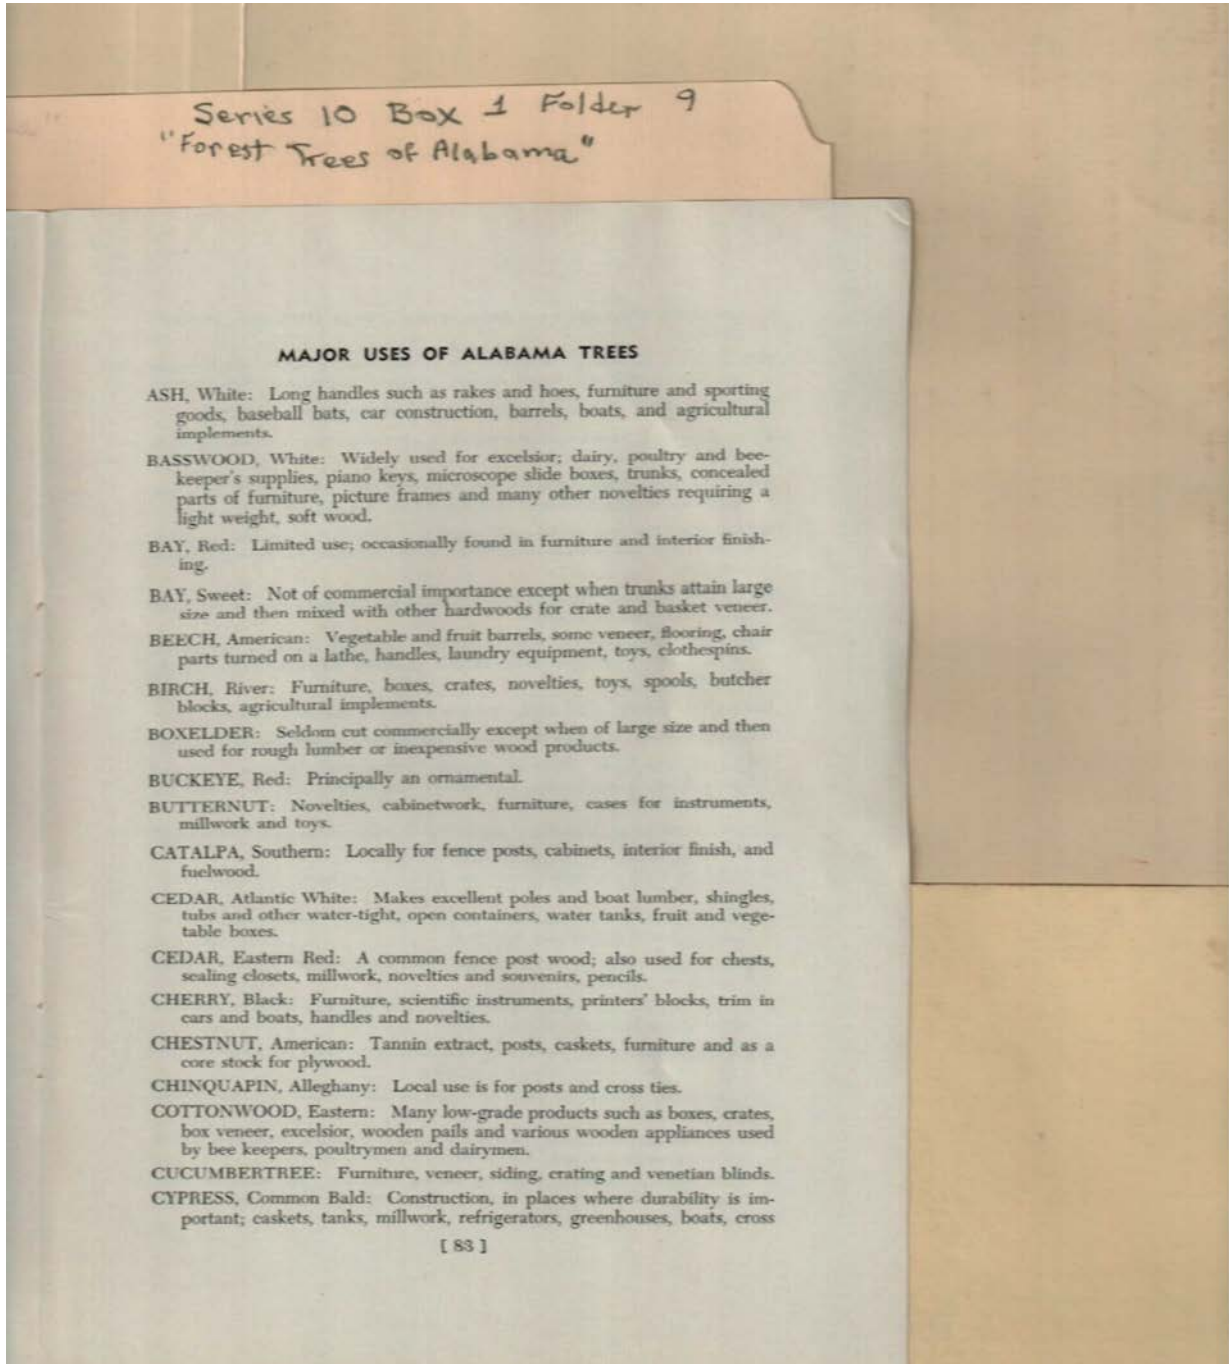 Series 10 Box 1 Folder 9
"Forest Trees of Alabama"
MAJOR USES OF ALABAMA TREES
ASH, White: Long handles such as rakes and hoes, furniture and sporting
goods, baseball bats, car construction, barrels, boats, and agricultural
implements.
BASSWOOD, White: Widely used for excelsior; dairy, poultry and bee-
keeper's supplies, piano keys, microscope slide boxes, trunks, concealed
parts of furniture, picture frames and many other novelties requiring a
light weight, soft wood.
BAY, Red: Limited use; occasionally found in furniture and interior finish-
ing.
BAY, Sweet: Not of commercial importance except when trunks attain large
size and then mixed with other hardwoods for crate and basket veneer.
BEECH, American: Vegetable and fruit barrels, some veneer, flooring, chair
parts turned on a lathe, handles, laundry equipment, toys, clothespins.
BIRCH, River: Furniture, boxes, crates, novelties, toys, spools, butcher
blocks, agricultural implements.
BOXELDER: Seldom cut commercially except when of large size and then
used for rough lumber or inexpensive wood products.
BUCKEYE, Red: Principally an ornamental.
BUTTERNUT: Novelties, cabinetwork, furniture, cases for instruments,
millwork and toys.
CATALPA, Southern: Locally for fence posts, cabinets, interior finish, and
fuelwood.
CEDAR, Atlantic White: Makes excellent poles and boat lumber, shingles,
tubs and other water-tight, open containers, water tanks, fruit and vege-
table boxes.
CEDAR, Eastern Red: A common fence post wood; also used for chests,
sealing closets, millwork, novelties and souvenirs, pencils.
CHERRY, Black: Furniture, scientific instruments, printers' blocks, trim in
cars and boats, handles and novelties.
CHESTNUT, American: Tannin extract, posts, caskets, furniture and as a
core stock for plywood.
CHINQUAPIN, Alleghany: Local use is for posts and cross ties.
COTTONWOOD, Eastern: Many low-grade products such as boxes, crates,
box veneer, excelsior, wooden pails and various wooden appliances used
by bee keepers, poultrymen and dairymen.
CUCUMBERTREE: Furniture, veneer, siding, crating and venetian blinds.
CYPRESS, Common Bald: Construction, in places where durability is im-
portant; caskets, tanks, millwork, refrigerators, greenhouses, boats, cross
[ 83 ]